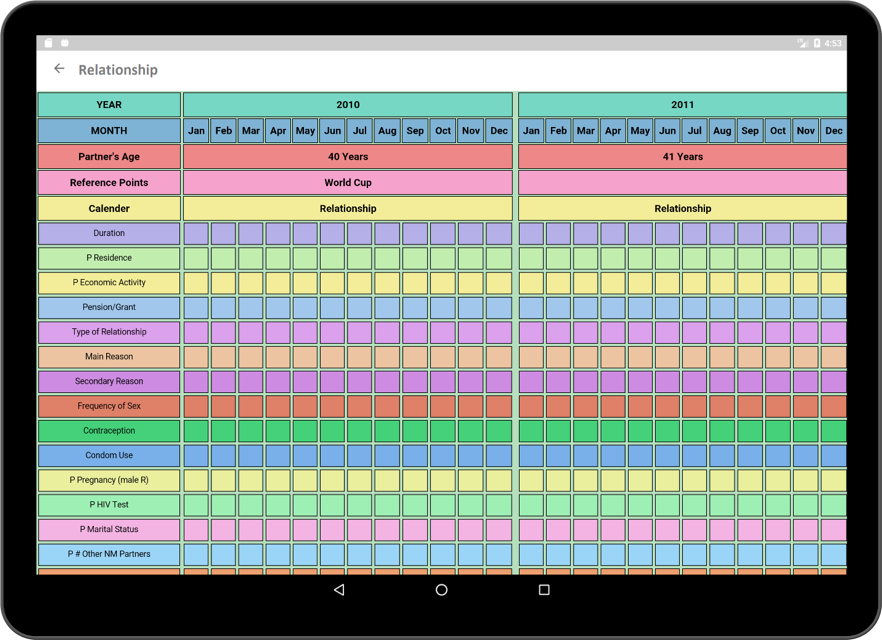 4:53
Relationship
YEAR 2010 2011
MONTH Jan Feb Mar Apr May Jun Jul Aug Sep Oct Nov Dec Jan Feb Mar Apr May Jun Jul Aug Sep Oct Nov Dec
Partner's Age 40 Years 41 Years
Reference Points World Cup
Calender Relationship Relationship
Duration
P Residence
P Economic Activity
Pension/Grant
Type of Relationship
Main Reason
Secondary Reason
Frequency of Sex
Contraception
Condom Use
P Pregnancy (male R)
P HIV Test
P Marital Status
P # Other NM Partners